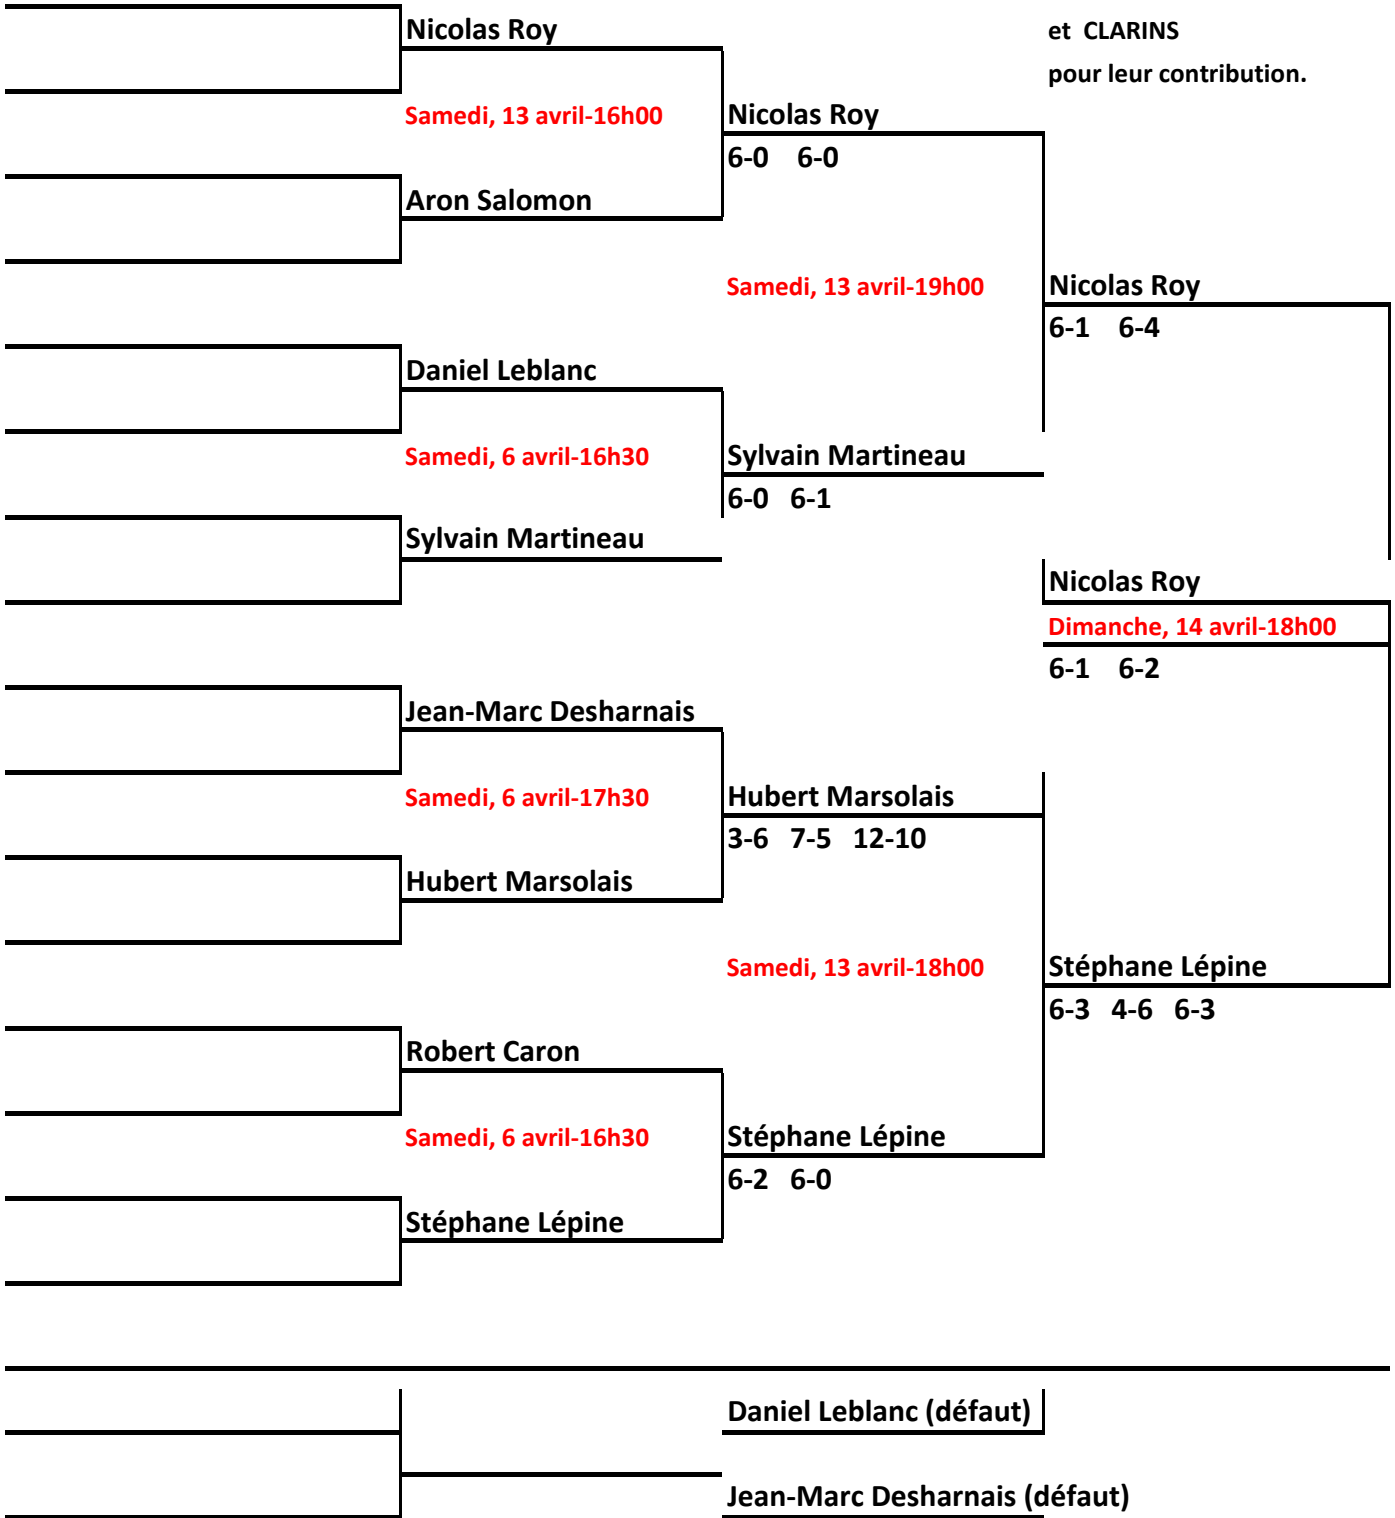 Nicolas Roy
et CLARINS
pour leur contribution.
Samedi, 13 avril-16h00
Nicolas Roy
6-0 6-0
Aron Salomon
Samedi, 13 avril-19h00
Nicolas Roy
6-1 6-4
Daniel Leblanc
Samedi, 6 avril-16h30
Sylvain Martineau
6-0 6-1
Sylvain Martineau
Nicolas Roy
Dimanche, 14 avril-18h00
6-1 6-2
Jean-Marc Desharnais
Samedi, 6 avril-17h30
Hubert Marsolais
3-6 7-5 12-10
Hubert Marsolais
Samedi, 13 avril-18h00
Stéphane Lépine
6-3 4-6 6-3
Robert Caron
Samedi, 6 avril-16h30
Stéphane Lépine
6-2 6-0
Stéphane Lépine
Daniel Leblanc (défaut)
Jean-Marc Desharnais (défaut)